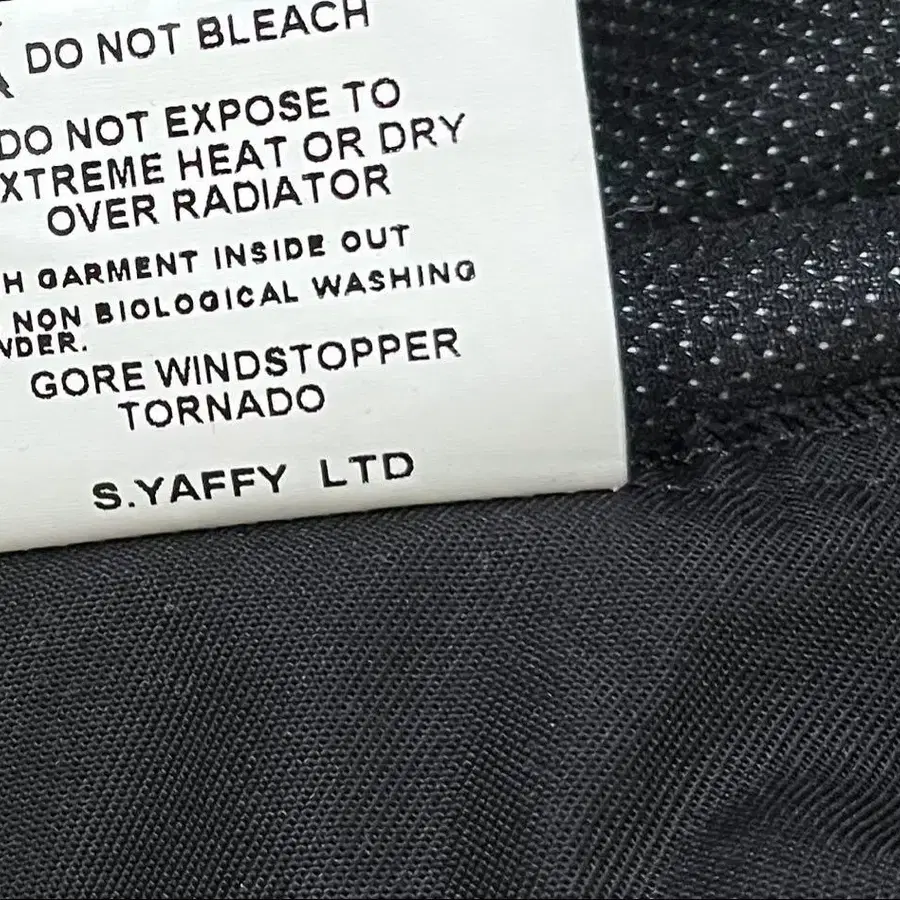 DO NOT BLEACH
DO NOT EXPOSE TO
XTREME HEAT OR DRY
OVER RADIATOR
H GARMENT INSIDE OUT
NON BIOLOGICAL WASHING
WDER.
GORE WINDSTOPPER
TORNADO
S.YAFFY LTD